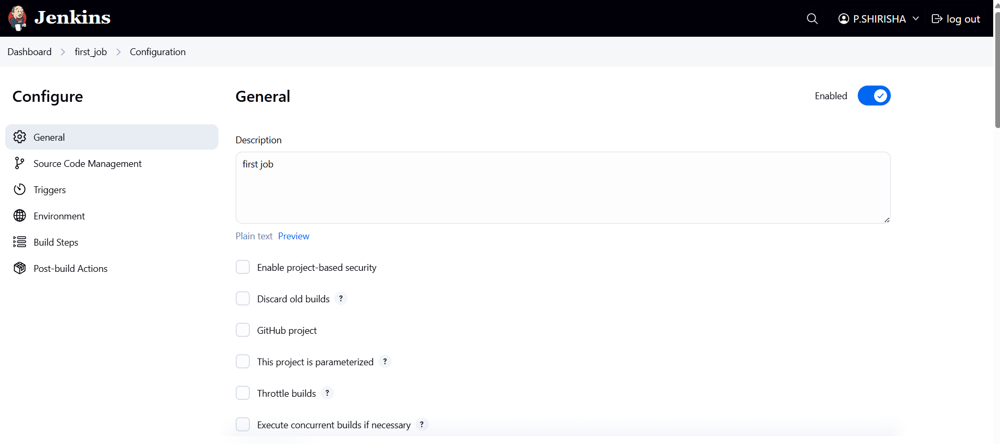 Jenkins
P.SHIRISHA
log out
Dashboard > first_job > Configuration
Configure
General
Source Code Management
Triggers
Environment
Build Steps
Post-build Actions
General
Enabled
Description
first job
Plain text Preview
Enable project-based security
Discard old builds ?
GitHub project
This project is parameterized ?
Throttle builds ?
Execute concurrent builds if necessary ?